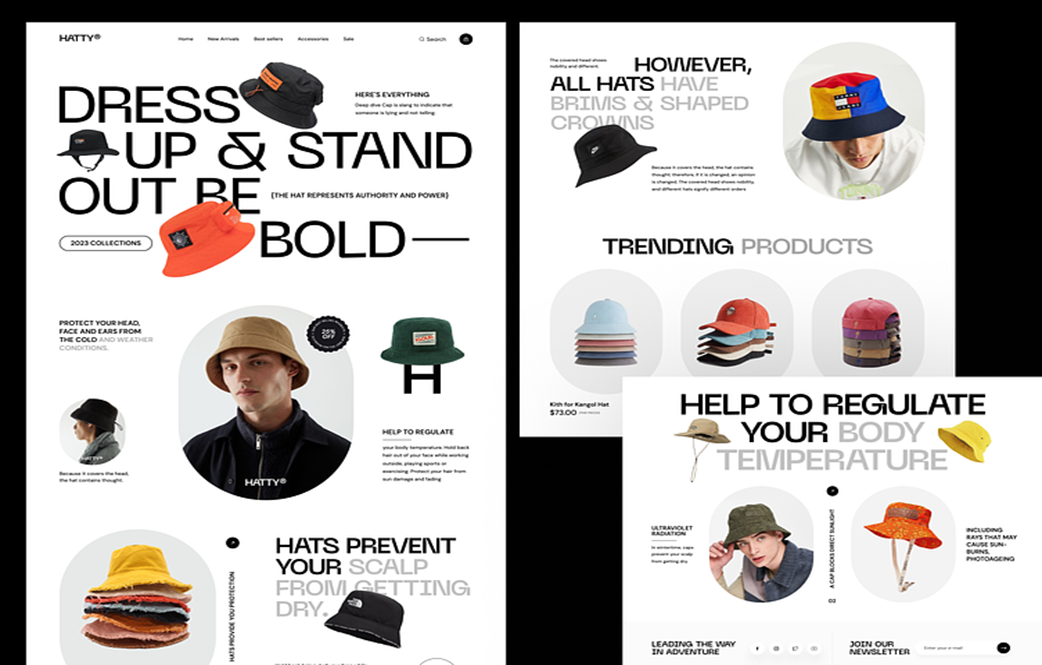 HATTY®
Home
New Arrivals
Best sellers
Accessories
Sale
Search
DRESS
UP & STAND
OUT BE
BOLD
HERE'S EVERYTHING
Deep dive Cap is slang to indicate that
someone is lying and not telling.
(THE HAT REPRESENTS AUTHORITY AND POWER)
2023 COLLECTIONS
PROTECT YOUR HEAD,
FACE AND EARS FROM
THE COLD AND WEATHER
CONDITIONS.
25%
OFF
H
HATTY®
Because it covers the head,
the hat contains thought.
HATTY®
HELP TO REGULATE
your body temperature. Hold back
hair out of your face while working
outside, playing sports or
exercising. Protect your hair from
sun damage and fading
HATS PROVIDE YOU PROTECTION
HATS PREVENT
YOUR SCALP
FROM GETTING
DRY.
The covered head shows
nobility and different.
HOWEVER,
ALL HATS HAVE
BRIMS & SHAPED
CROWNS
Because it covers the head, the hat contains
thought; therefore, if it is changed, an opinion
is changed. The covered head shows nobility,
and different hats signify different orders
TRENDING PRODUCTS
Kith for Kangol Hat
$73.00
HELP TO REGULATE
YOUR BODY
TEMPERATURE
ULTRAVIOLET
RADIATION
In wintertime, caps
prevent your scalp
from getting dry.
A CAP BLOCKS DIRECT SUNLIGHT
02
INCLUDING
RAYS THAT MAY
CAUSE SUN-
BURNS,
PHOTOAGEING
LEADING THE WAY
IN ADVENTURE
JOIN OUR
NEWSLETTER
Enter your e-mail